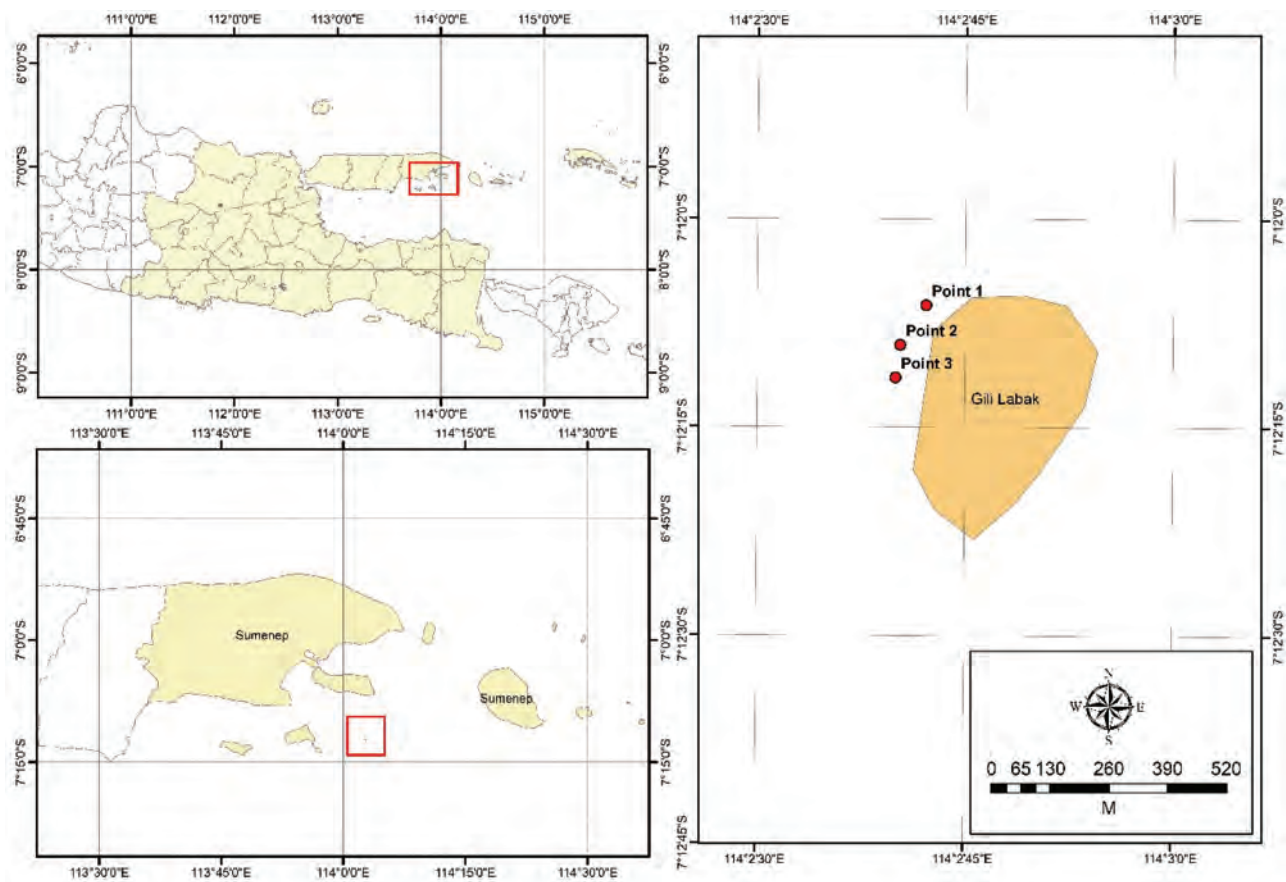 111°0'0"E 112°0'0"E 113°0'0"E 114°0'0"E 115°0'0"E
6°0'0"S 6°0'0"S
7°0'0"S 7°0'0"S
8°0'0"S 8°0'0"S
9°0'0"S 9°0'0"S
111°0'0"E 112°0'0"E 113°0'0"E 114°0'0"E 115°0'0"E
113°30'0"E 113°45'0"E 114°0'0"E 114°15'0"E 114°30'0"E
6°45'0"S 6°45'0"S
Sumenep
7°0'0"S 7°0'0"S
Sumenep
7°15'0"S 7°15'0"S
113°30'0"E 113°45'0"E 114°0'0"E 114°15'0"E 114°30'0"E
114°2'30"E 114°2'45"E 114°30'E
7°12'0"S 7°12'0"S
Point 1
Point 2
Point 3
Gili Labak
7°12'15"S 7°12'15"S
7°12'30"S 7°12'30"S
N
W E
S
0 65 130 260 390 520
M
7°12'45"S 7°12'45"S
114°2'30"E 114°2'45"E 114°30'E